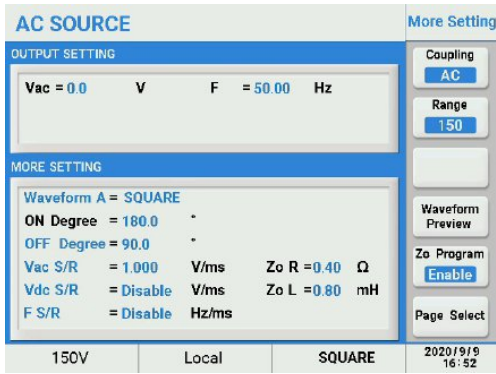 AC SOURCE
OUTPUT SETTING
Vac = 0.0 V F = 50.00 Hz
MORE SETTING
Waveform A = SQUARE
ON Degree = 180.0 °
OFF Degree = 90.0 °
Vac S/R = 1.000 V/ms Zo R = 0.40 Ω
Vdc S/R = Disable V/ms Zo L = 0.80 mH
F S/R = Disable Hz/ms
150V Local SQUARE
More Setting
Coupling
AC
Range
150
Waveform
Preview
Zo Program
Enable
Page Select
2020/9/9
16:52